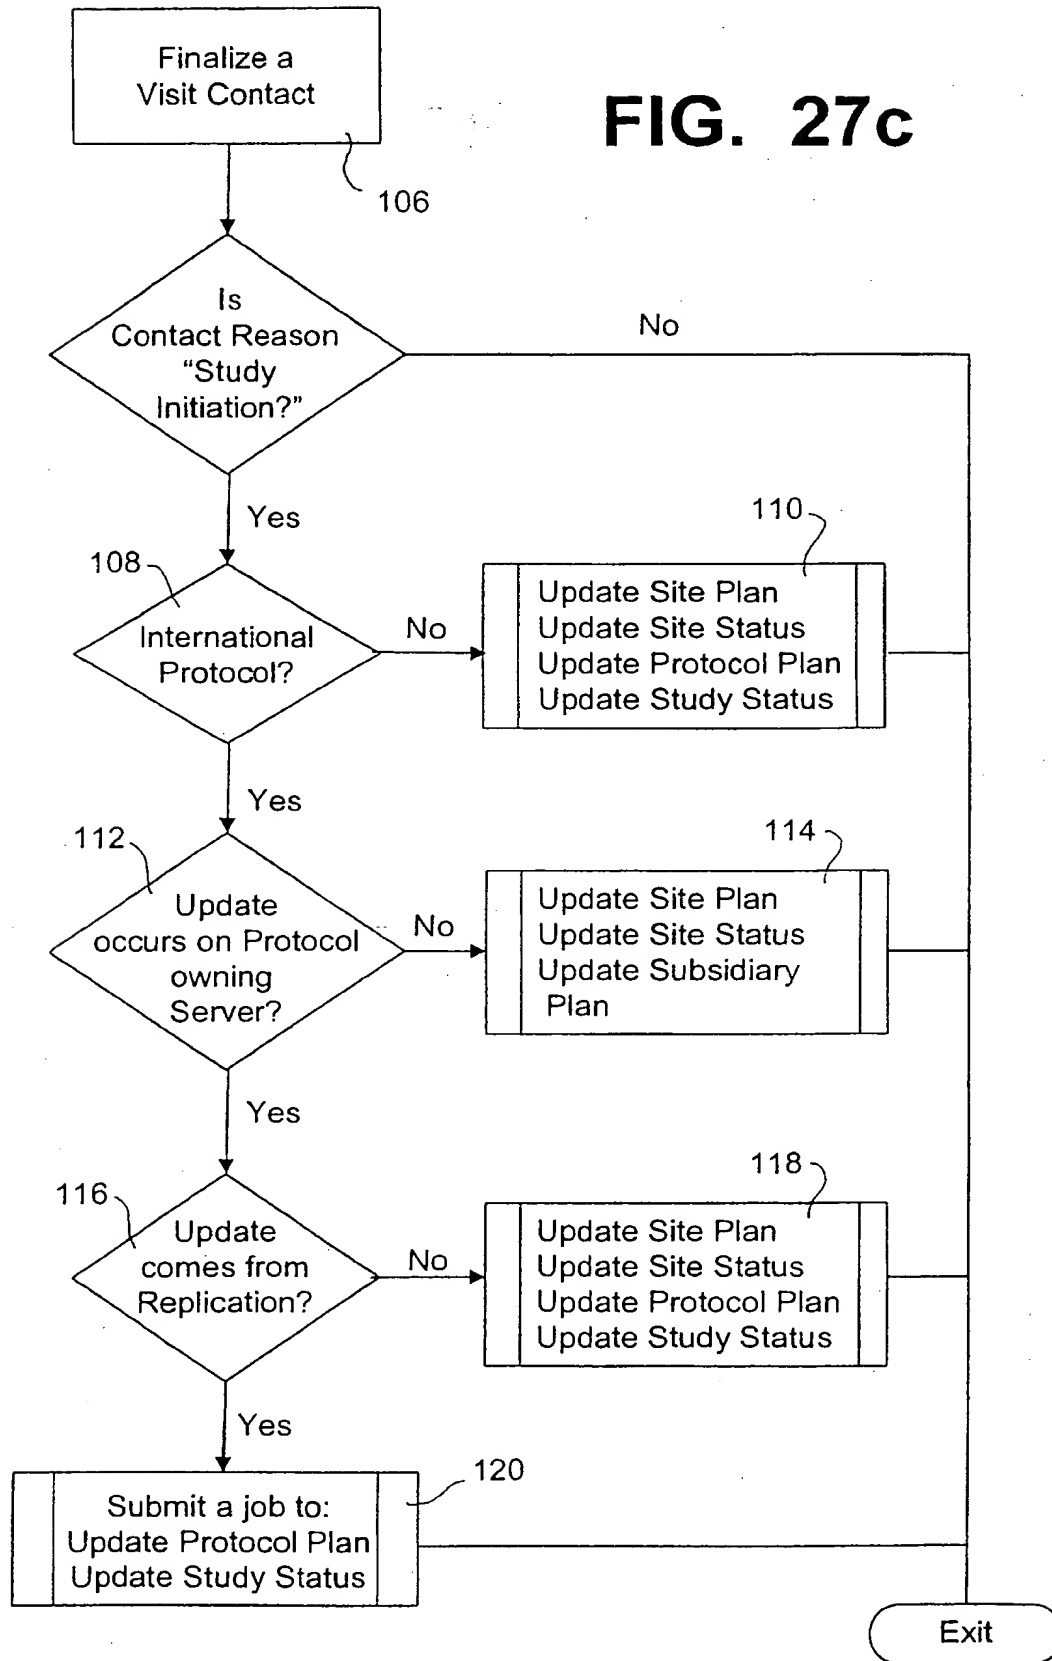 Finalize a
Visit Contact
FIG. 27c
106
Is
Contact Reason
“Study
Initiation?”
No
Yes
108
International
Protocol?
No
110
Update Site Plan
Update Site Status
Update Protocol Plan
Update Study Status
Yes
112
Update
occurs on Protocol
owning
Server?
No
114
Update Site Plan
Update Site Status
Update Subsidiary
Plan
Yes
116
Update
comes from
Replication?
No
118
Update Site Plan
Update Site Status
Update Protocol Plan
Update Study Status
Yes
120
Submit a job to:
Update Protocol Plan
Update Study Status
Exit